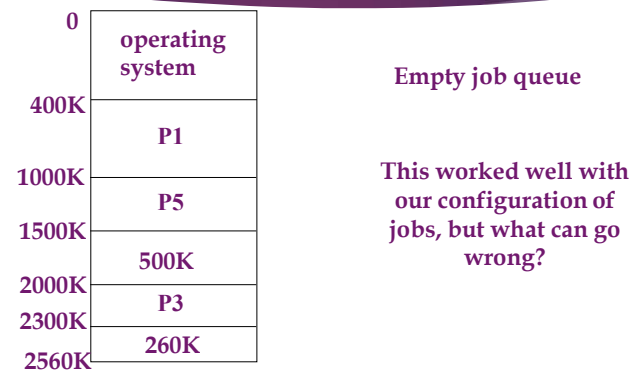 0
operating
system
400K
P1
1000K
P5
1500K
500K
2000K
P3
2300K
260K
2560K
Empty job queue
This worked well with
our configuration of
jobs, but what can go
wrong?